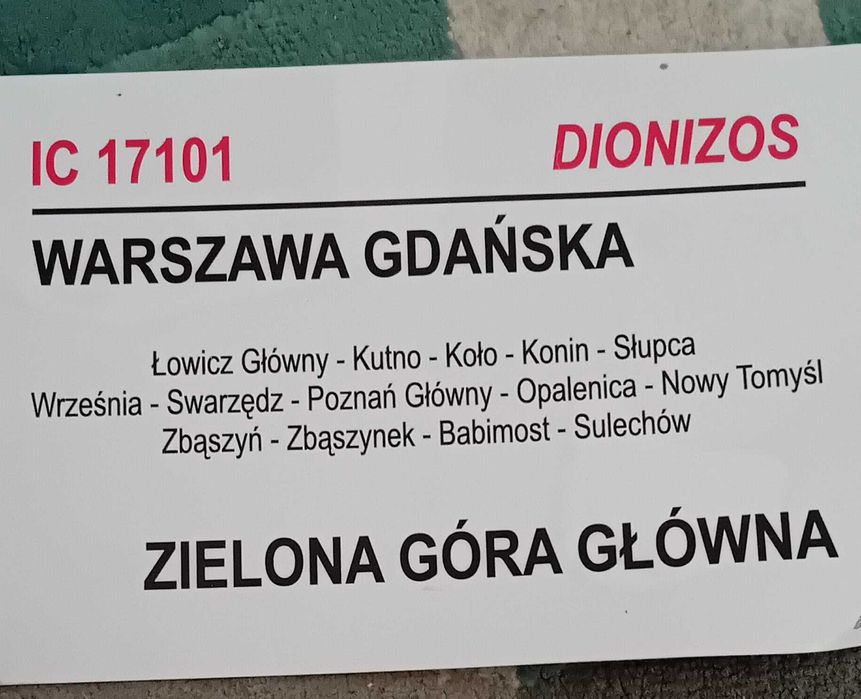 IC 17101 DIONIZOS
WARSZAWA GDAŃSKA
Łowicz Główny - Kutno - Koło - Konin - Słupca
Września - Swarzędz - Poznań Główny - Opalenica - Nowy Tomyśl
Zbąszyń - Zbąszynek - Babimost - Sulechów
ZIELONA GÓRA GŁÓWNA